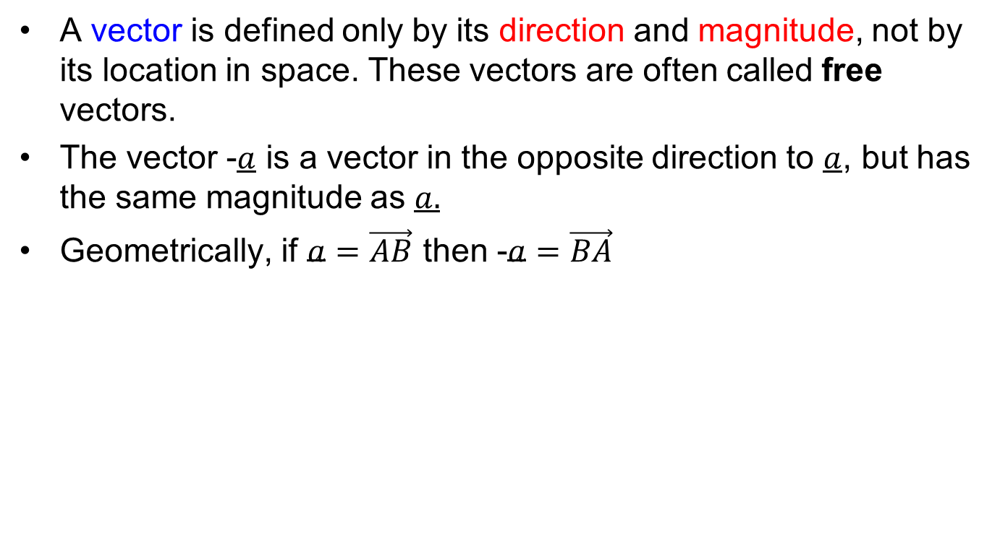 • A vector is defined only by its direction and magnitude, not by
its location in space. These vectors are often called free
vectors.
• The vector -a is a vector in the opposite direction to a, but has
the same magnitude as a.
• Geometrically, if a = AB then -a = BA